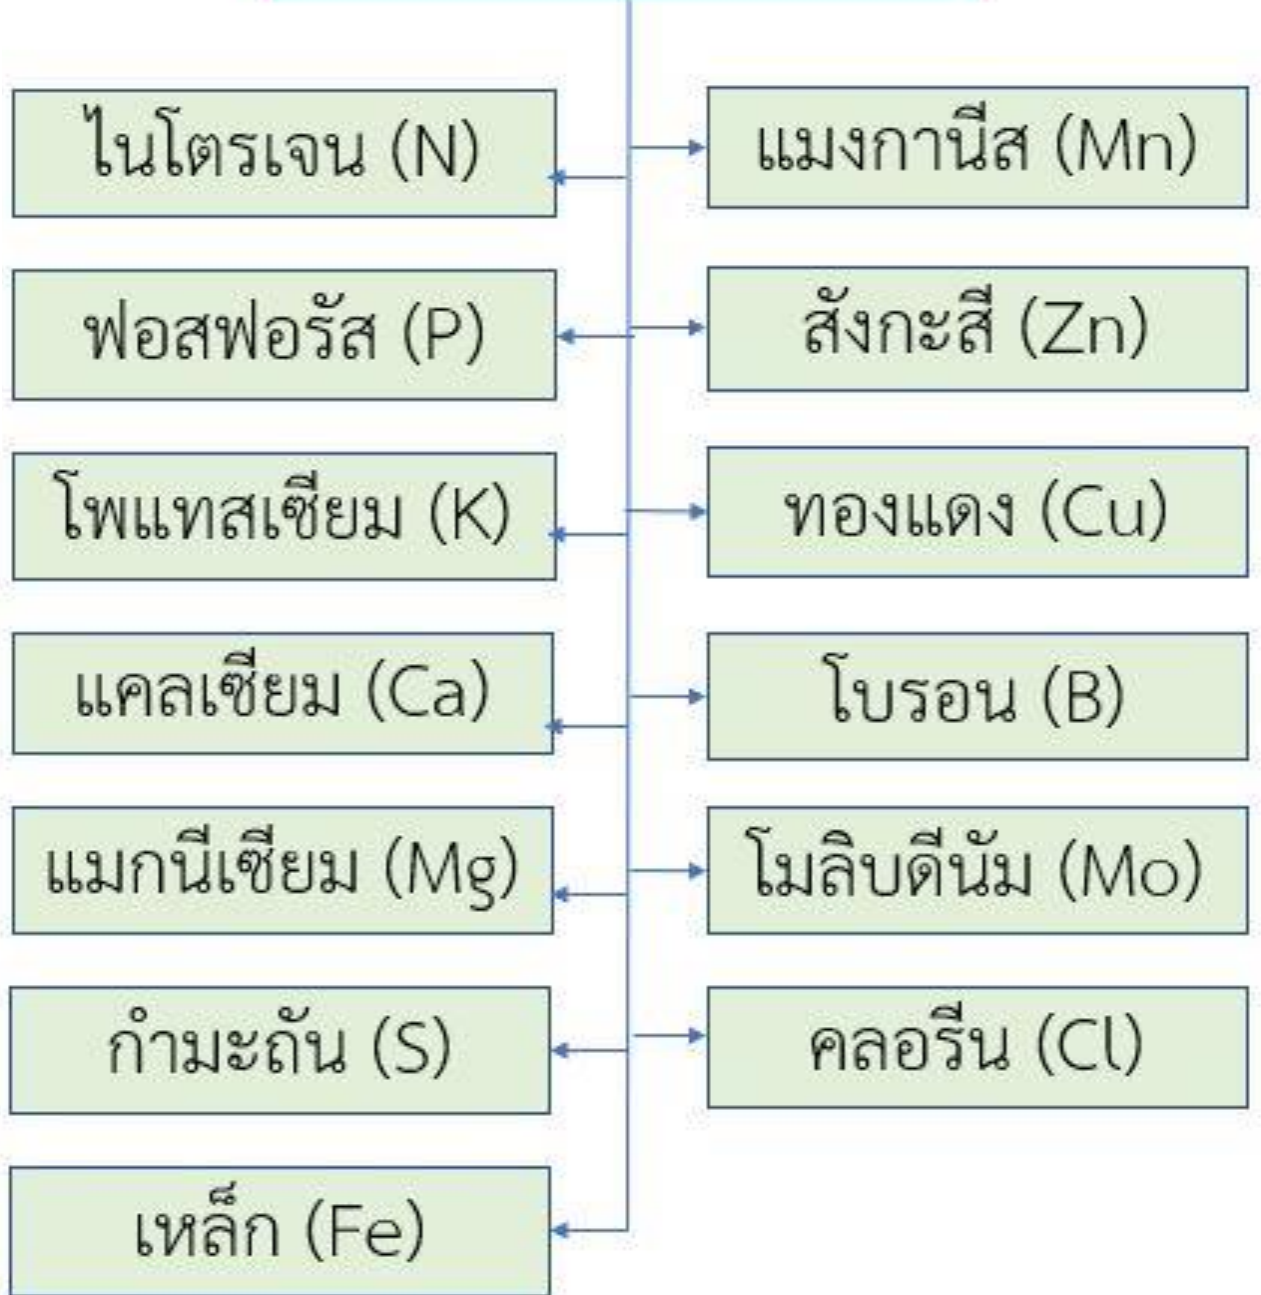 ไนโตรเจน (N)
ฟอสฟอรัส (P)
โพแทสเซียม (K)
แคลเซียม (Ca)
แมกนีเซียม (Mg)
กำมะถัน (S)
เหล็ก (Fe)
แมงกานีส (Mn)
สังกะสี (Zn)
ทองแดง (Cu)
โบรอน (B)
โมลิบดีนัม (Mo)
คลอรีน (Cl)